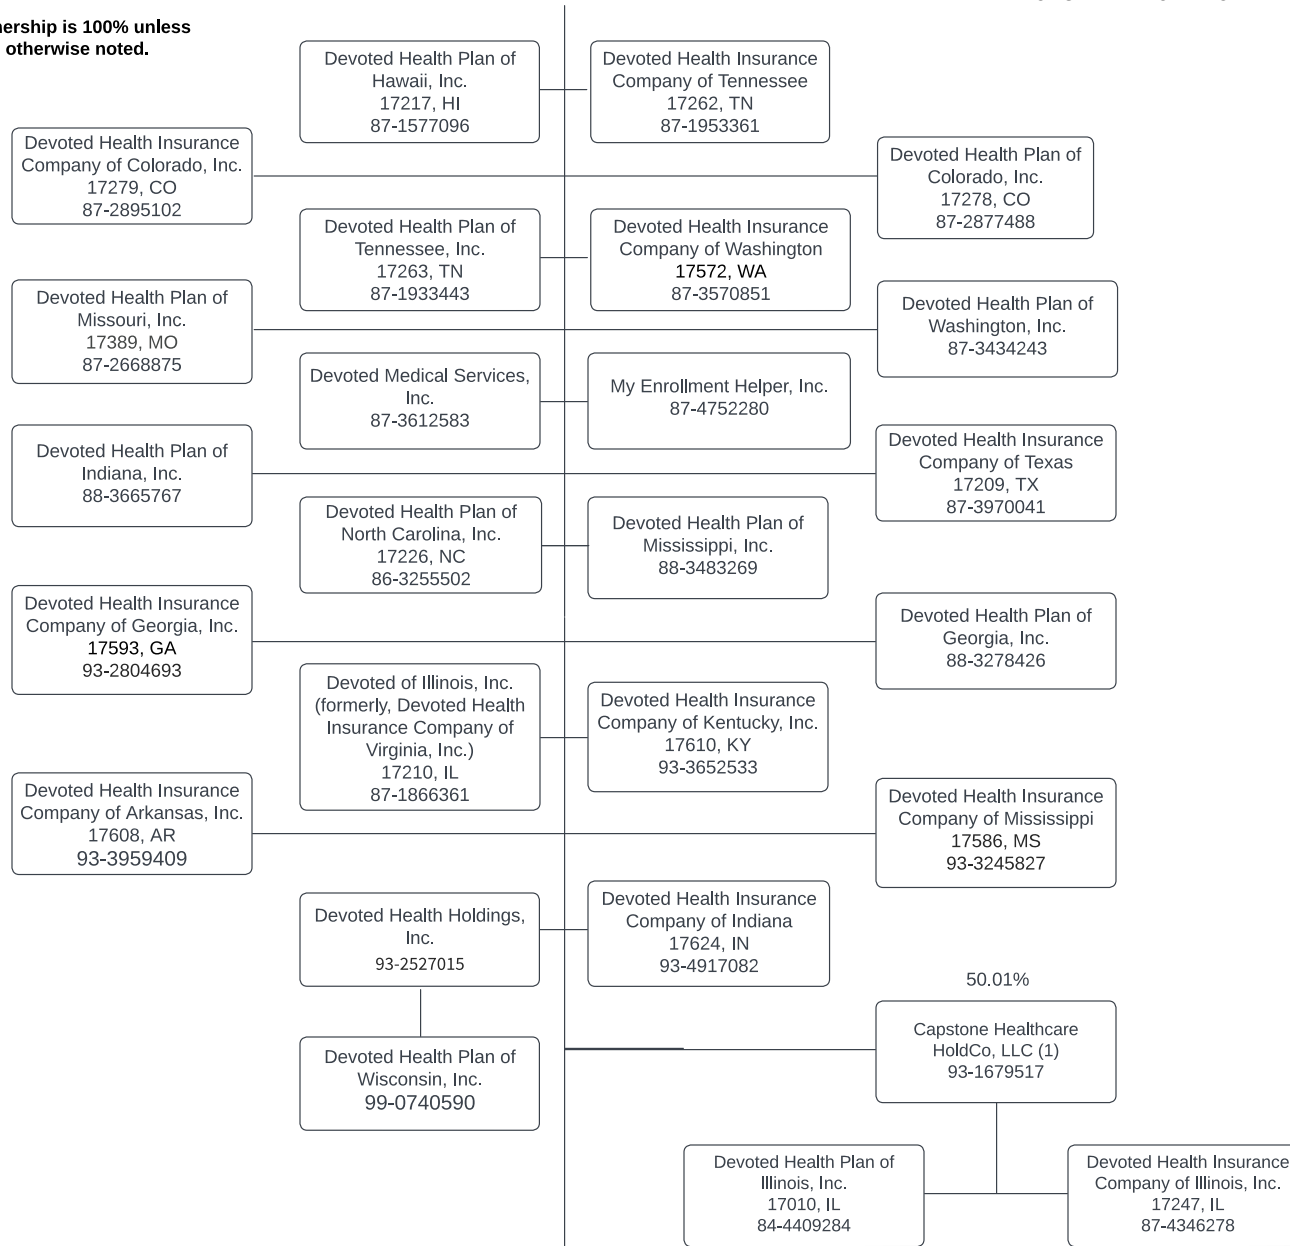 otherwise noted.
Devoted Health Plan of
Hawaii, Inc.
17217, HI
87-1577096
Devoted Health Insurance
Company of Tennessee
17262, TN
87-1953361
Devoted Health Insurance
Company of Colorado, Inc.
17279, CO
87-2895102
Devoted Health Plan of
Colorado, Inc.
17278, CO
87-2877488
Devoted Health Plan of
Tennessee, Inc.
17263, TN
87-1933443
Devoted Health Insurance
Company of Washington
17572, WA
87-3570851
Devoted Health Plan of
Missouri, Inc.
17389, MO
87-2668875
Devoted Health Plan of
Washington, Inc.
87-3434243
Devoted Medical Services,
Inc.
87-3612583
My Enrollment Helper, Inc.
87-4752280
Devoted Health Plan of
Indiana, Inc.
88-3665767
Devoted Health Insurance
Company of Texas
17209, TX
87-3970041
Devoted Health Plan of
North Carolina, Inc.
17226, NC
86-3255502
Devoted Health Plan of
Mississippi, Inc.
88-3483269
Devoted Health Insurance
Company of Georgia, Inc.
17593, GA
93-2804693
Devoted Health Plan of
Georgia, Inc.
88-3278426
Devoted of Illinois, Inc.
(formerly, Devoted Health
Insurance Company of
Virginia, Inc.)
17210, IL
87-1866361
Devoted Health Insurance
Company of Kentucky, Inc.
17610, KY
93-3652533
Devoted Health Insurance
Company of Arkansas, Inc.
17608, AR
93-3959409
Devoted Health Insurance
Company of Mississippi
17586, MS
93-3245827
Devoted Health Holdings,
Inc.
93-2527015
Devoted Health Insurance
Company of Indiana
17624, IN
93-4917082
50.01%
Capstone Healthcare
HoldCo, LLC (1)
93-1679517
Devoted Health Plan of
Wisconsin, Inc.
99-0740590
Devoted Health Plan of
Illinois, Inc.
17010, IL
84-4409284
Devoted Health Insurance
Company of Illinois, Inc.
17247, IL
87-4346278